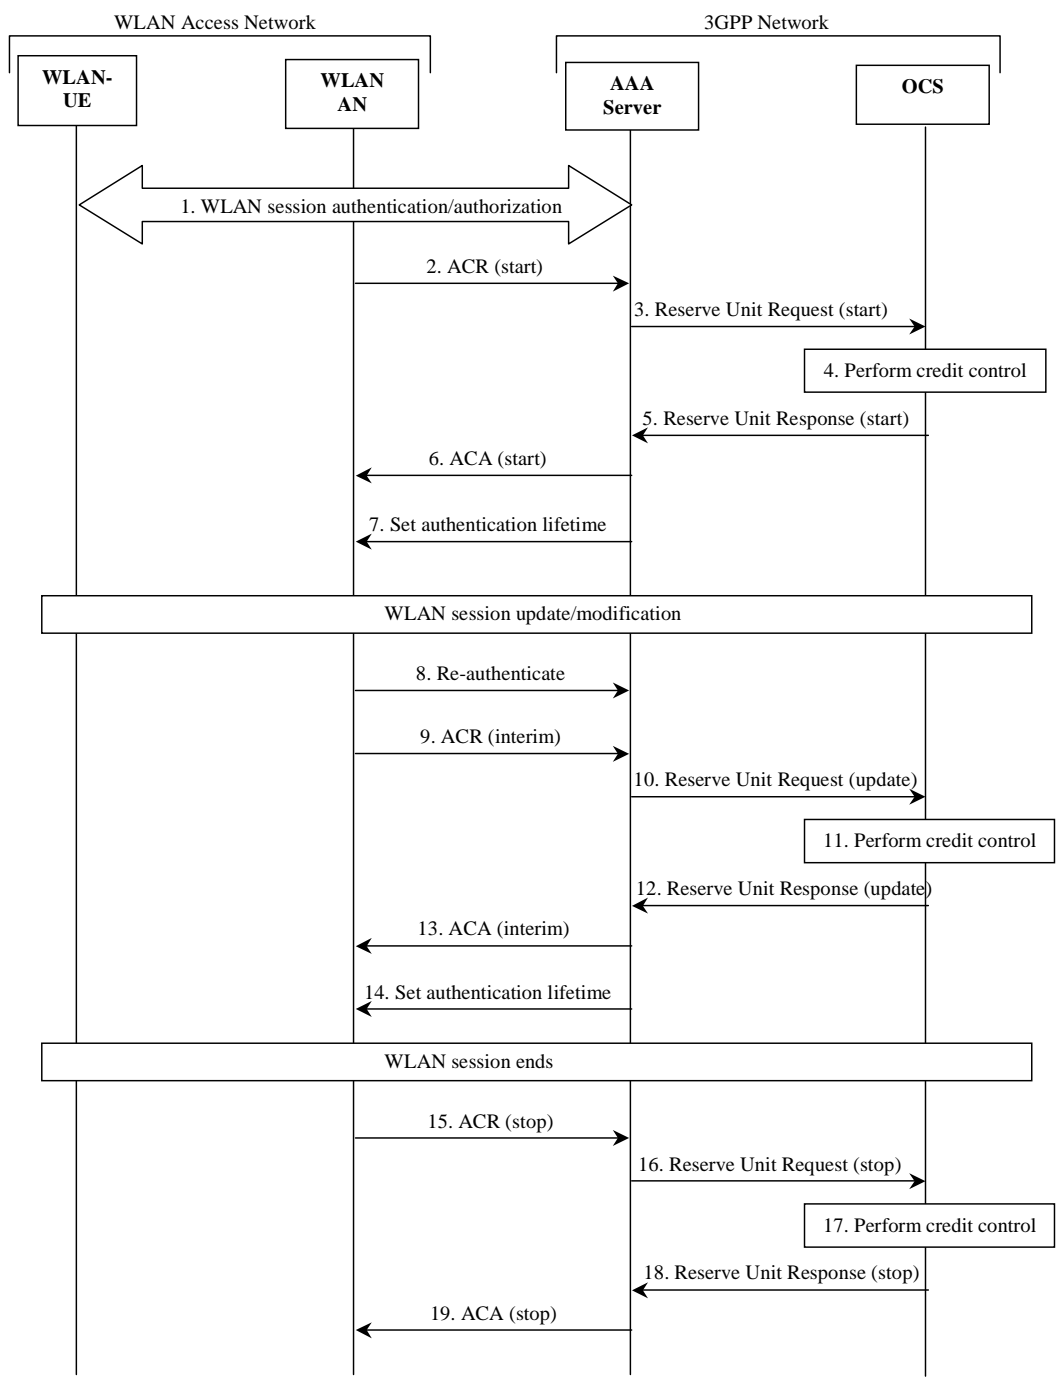 WLAN Access Network
3GPP Network
WLAN-
UE
WLAN
AN
AAA
Server
OCS
1. WLAN session authentication/authorization
2. ACR (start)
3. Reserve Unit Request (start)
4. Perform credit control
5. Reserve Unit Response (start)
6. ACA (start)
7. Set authentication lifetime
WLAN session update/modification
8. Re-authenticate
9. ACR (interim)
10. Reserve Unit Request (update)
11. Perform credit control
12. Reserve Unit Response (update)
13. ACA (interim)
14. Set authentication lifetime
WLAN session ends
15. ACR (stop)
16. Reserve Unit Request (stop)
17. Perform credit control
18. Reserve Unit Response (stop)
19. ACA (stop)